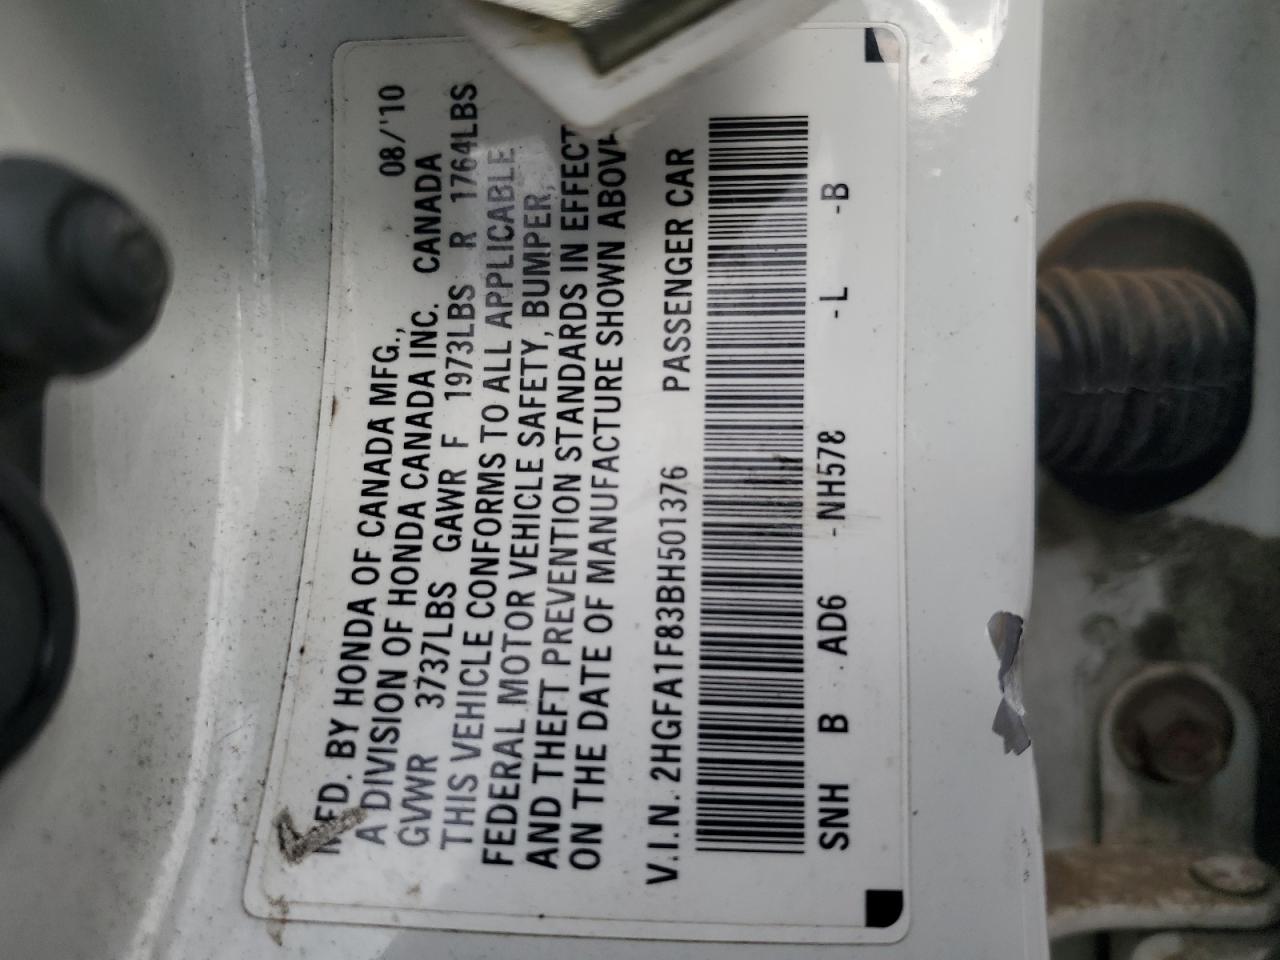 MFD. BY HONDA OF CANADA MFG., 08/'10
A DIVISION OF HONDA CANADA INC. CANADA
GVWR 3737LBS GAWR F 1973LBS R 1764LBS
THIS VEHICLE CONFORMS TO ALL APPLICABLE
FEDERAL MOTOR VEHICLE SAFETY, BUMPER,
AND THEFT PREVENTION STANDARDS IN EFFECT
ON THE DATE OF MANUFACTURE SHOWN ABOVE
V.I.N. 2HGFA1F83BH501376 PASSENGER CAR
SNH B AD6 -NH578 -L -B